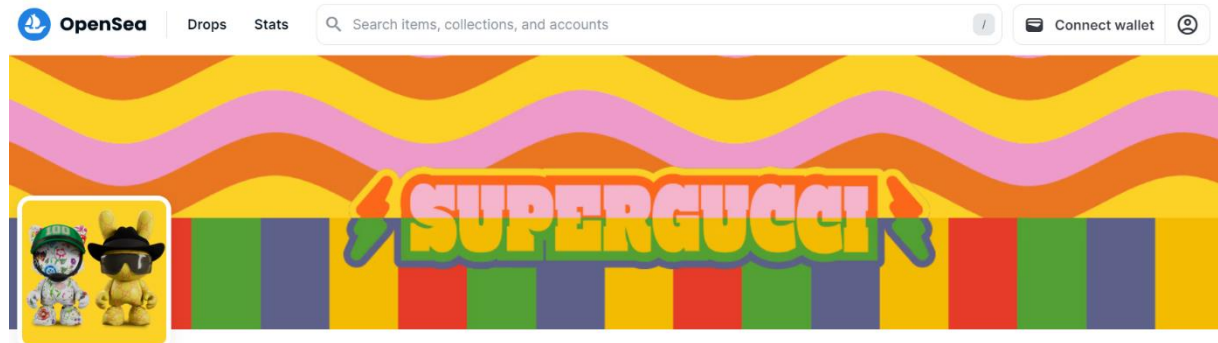 OpenSea Drops Stats Search items, collections, and accounts / Connect wallet
SUPERGUCCI
100